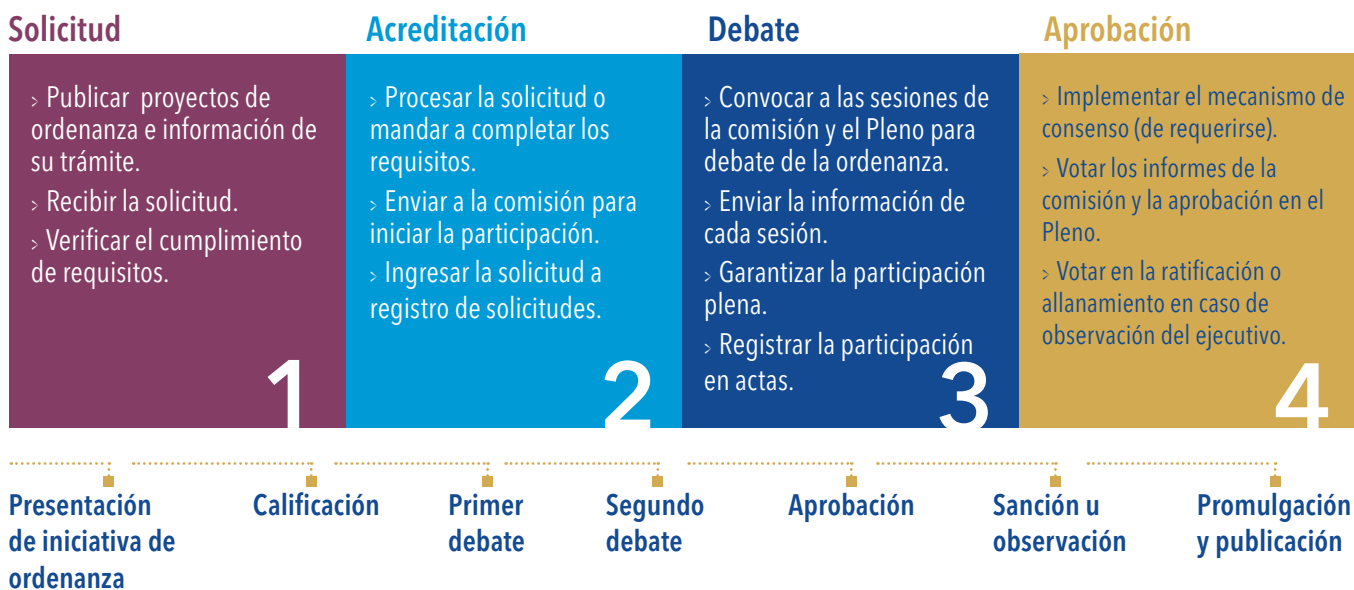 Solicitud
> Publicar proyectos de
ordenanza e información de
su trámite.
> Recibir la solicitud.
> Verificar el cumplimiento
de requisitos.
1
Acreditación
> Procesar la solicitud o
mandar a completar los
requisitos.
> Enviar a la comisión para
iniciar la participación.
> Ingresar la solicitud a
registro de solicitudes.
2
Debate
> Convocar a las sesiones de
la comisión y el Pleno para
debate de la ordenanza.
> Enviar la información de
cada sesión.
> Garantizar la participación
plena.
> Registrar la participación
en actas.
3
Aprobación
> Implementar el mecanismo de
consenso (de requerirse).
> Votar los informes de la
comisión y la aprobación en el
Pleno.
> Votar en la ratificación o
allanamiento en caso de
observación del ejecutivo.
4
Presentación
de iniciativa de
ordenanza
Calificación
Primer
debate
Segundo
debate
Aprobación
Sanción u
observación
Promulgación
y publicación